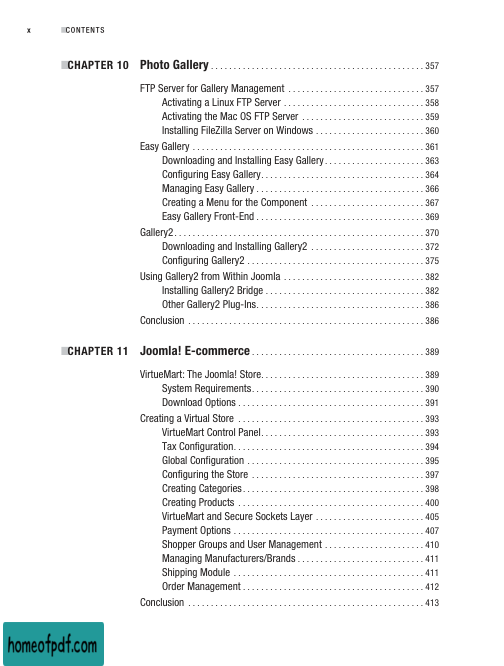 x ■CONTENTS
■CHAPTER 10 Photo Gallery . . . . . . . . . . . . . . . . . . . . . . . . . . . . . . . . . . . . . . . . . . . . . . . 357
FTP Server for Gallery Management . . . . . . . . . . . . . . . . . . . . . . . . . . . . . . 357
Activating a Linux FTP Server . . . . . . . . . . . . . . . . . . . . . . . . . . . . . . . 358
Activating the Mac OS FTP Server . . . . . . . . . . . . . . . . . . . . . . . . . . . 359
Installing FileZilla Server on Windows . . . . . . . . . . . . . . . . . . . . . . . . 360
Easy Gallery . . . . . . . . . . . . . . . . . . . . . . . . . . . . . . . . . . . . . . . . . . . . . . . . . . . 361
Downloading and Installing Easy Gallery . . . . . . . . . . . . . . . . . . . . . . 363
Configuring Easy Gallery. . . . . . . . . . . . . . . . . . . . . . . . . . . . . . . . . . . . 364
Managing Easy Gallery . . . . . . . . . . . . . . . . . . . . . . . . . . . . . . . . . . . . . 366
Creating a Menu for the Component . . . . . . . . . . . . . . . . . . . . . . . . . 367
Easy Gallery Front-End . . . . . . . . . . . . . . . . . . . . . . . . . . . . . . . . . . . . . 369
Gallery2. . . . . . . . . . . . . . . . . . . . . . . . . . . . . . . . . . . . . . . . . . . . . . . . . . . . . . . 370
Downloading and Installing Gallery2 . . . . . . . . . . . . . . . . . . . . . . . . . 372
Configuring Gallery2 . . . . . . . . . . . . . . . . . . . . . . . . . . . . . . . . . . . . . . . 375
Using Gallery2 from Within Joomla . . . . . . . . . . . . . . . . . . . . . . . . . . . . . . . 382
Installing Gallery2 Bridge . . . . . . . . . . . . . . . . . . . . . . . . . . . . . . . . . . . 382
Other Gallery2 Plug-Ins. . . . . . . . . . . . . . . . . . . . . . . . . . . . . . . . . . . . . 386
Conclusion . . . . . . . . . . . . . . . . . . . . . . . . . . . . . . . . . . . . . . . . . . . . . . . . . . . . 386
■CHAPTER 11 Joomla! E-commerce . . . . . . . . . . . . . . . . . . . . . . . . . . . . . . . . . . . . . . 389
VirtueMart: The Joomla! Store. . . . . . . . . . . . . . . . . . . . . . . . . . . . . . . . . . . . 389
System Requirements. . . . . . . . . . . . . . . . . . . . . . . . . . . . . . . . . . . . . . 390
Download Options . . . . . . . . . . . . . . . . . . . . . . . . . . . . . . . . . . . . . . . . . 391
Creating a Virtual Store . . . . . . . . . . . . . . . . . . . . . . . . . . . . . . . . . . . . . . . . . 393
VirtueMart Control Panel. . . . . . . . . . . . . . . . . . . . . . . . . . . . . . . . . . . . 393
Tax Configuration. . . . . . . . . . . . . . . . . . . . . . . . . . . . . . . . . . . . . . . . . . 394
Global Configuration . . . . . . . . . . . . . . . . . . . . . . . . . . . . . . . . . . . . . . . 395
Configuring the Store . . . . . . . . . . . . . . . . . . . . . . . . . . . . . . . . . . . . . . 397
Creating Categories. . . . . . . . . . . . . . . . . . . . . . . . . . . . . . . . . . . . . . . . 398
Creating Products . . . . . . . . . . . . . . . . . . . . . . . . . . . . . . . . . . . . . . . . . 400
VirtueMart and Secure Sockets Layer . . . . . . . . . . . . . . . . . . . . . . . . 405
Payment Options . . . . . . . . . . . . . . . . . . . . . . . . . . . . . . . . . . . . . . . . . . 407
Shopper Groups and User Management . . . . . . . . . . . . . . . . . . . . . . 410
Managing Manufacturers/Brands . . . . . . . . . . . . . . . . . . . . . . . . . . . . 411
Shipping Module . . . . . . . . . . . . . . . . . . . . . . . . . . . . . . . . . . . . . . . . . . 411
Order Management . . . . . . . . . . . . . . . . . . . . . . . . . . . . . . . . . . . . . . . . 412
Conclusion . . . . . . . . . . . . . . . . . . . . . . . . . . . . . . . . . . . . . . . . . . . . . . . . . . . . 413
homeofpdf.com